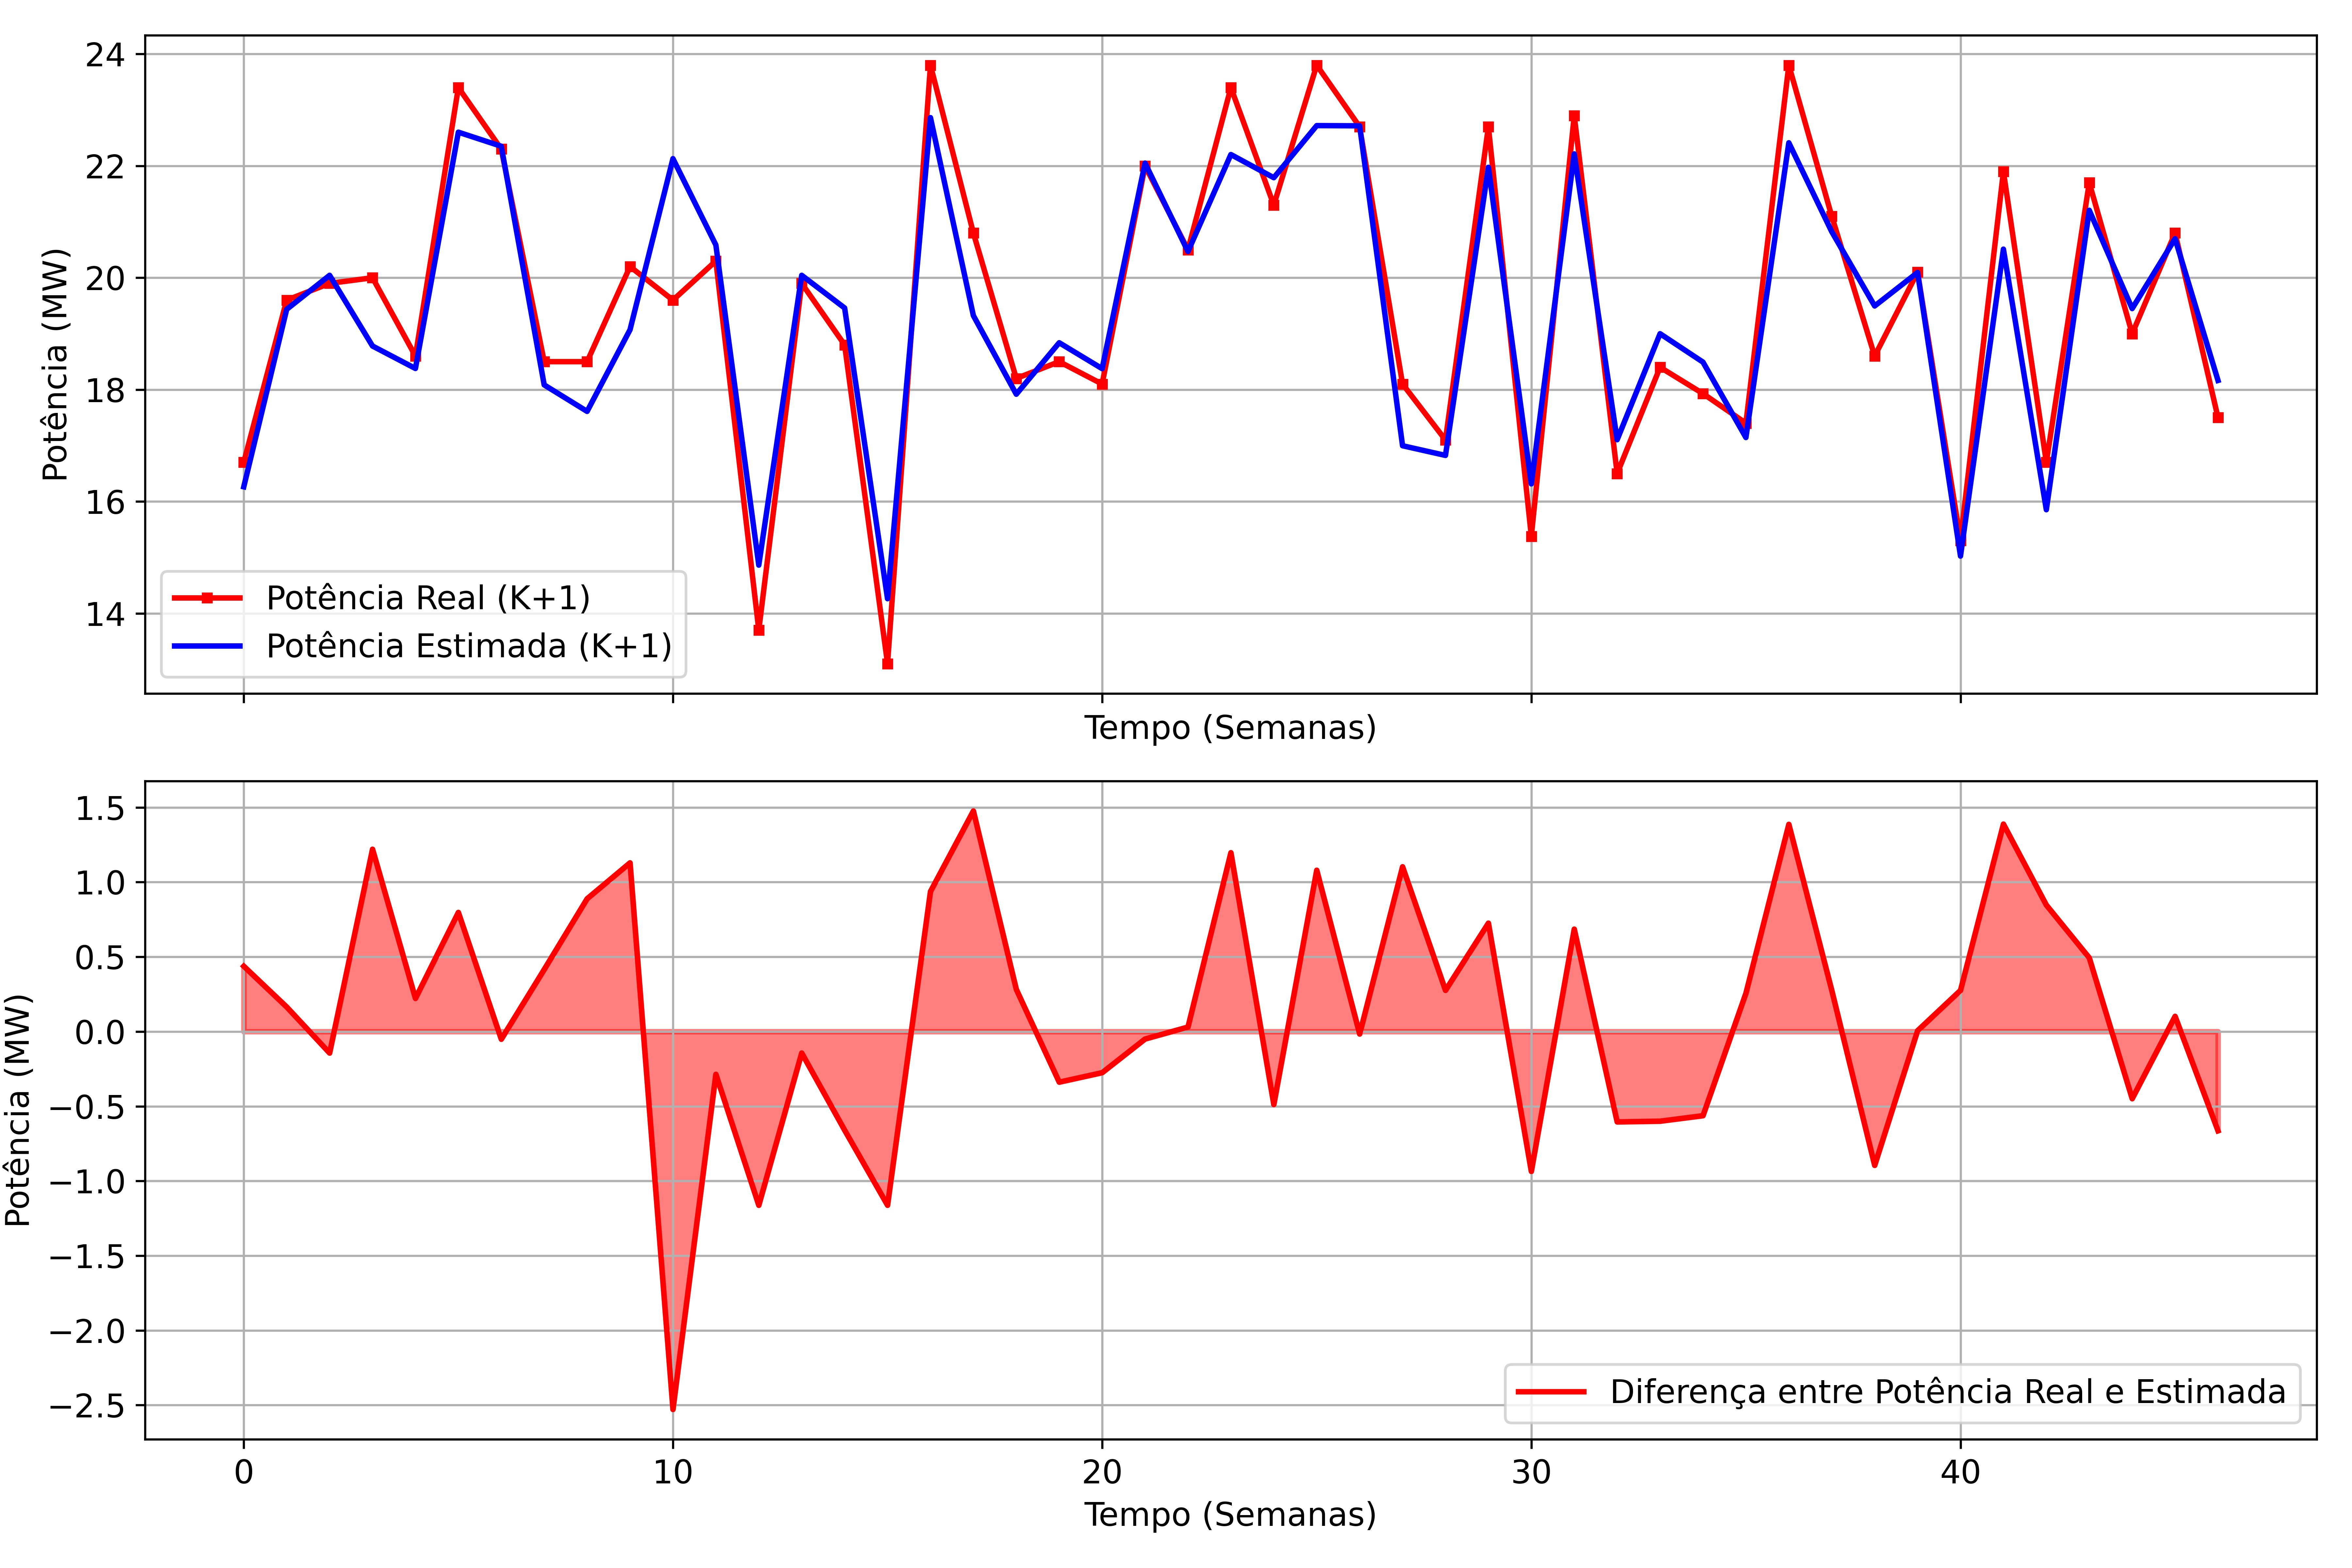 24
22
20
18
16
14
Potência (MW)
Potência Real (K+1)
Potência Estimada (K+1)
Tempo (Semanas)
1.5
1.0
0.5
0.0
−0.5
−1.0
−1.5
−2.0
−2.5
Potência (MW)
Diferença entre Potência Real e Estimada
0 10 20 30 40
Tempo (Semanas)